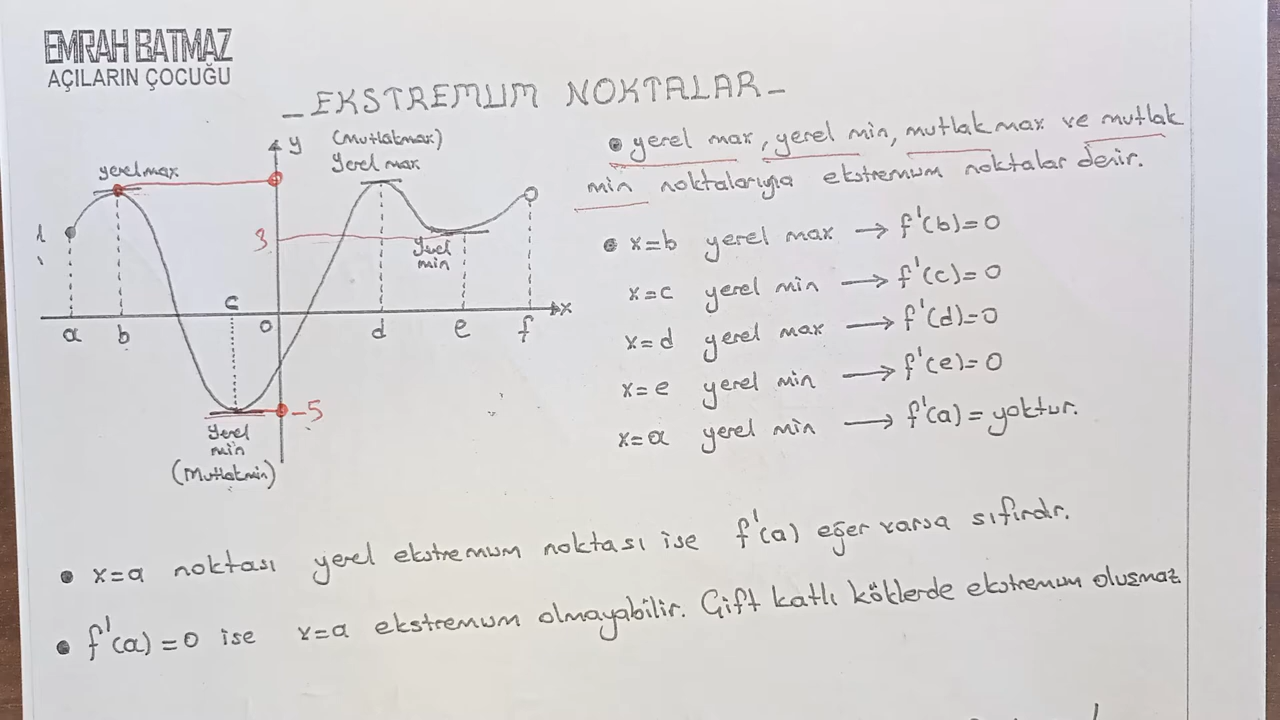 EMRAH BATMAZ
AÇILARIN ÇOCUĞU
_EKSTREMUM NOKTALAR_
yerel max
y
(Mutlakmax)
Yerel max
3
Yerel
min
c
a
b
0
d
e
f
x
-5
Yerel
min
(Mutlakmin)
• yerel max, yerel min, mutlak max ve mutlak
min noktalarıyla ekstremum noktalar denir.
• x=b yerel max → f'(b)=0
x=c yerel min → f'(c)=0
x=d yerel max → f'(d)=0
x=e yerel min → f'(e)=0
x=a yerel min → f'(a)= yoktur.
• x=a noktası yerel ekstremum noktası ise f'(a) eğer varsa sıfırdır.
• f'(a)=0 ise x=a ekstremum olmayabilir. Çift katlı köklerde ekstremum oluşmaz